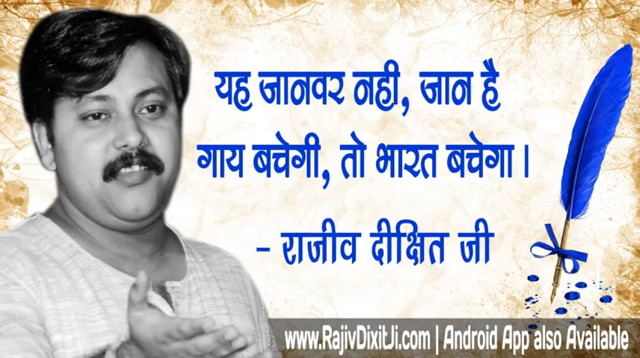 यह जानवर नही, जान है
गाय बचेगी, तो भारत बचेगा।
- राजीव दीक्षित जी
www.RajivDixitJi.com | Android App also Available